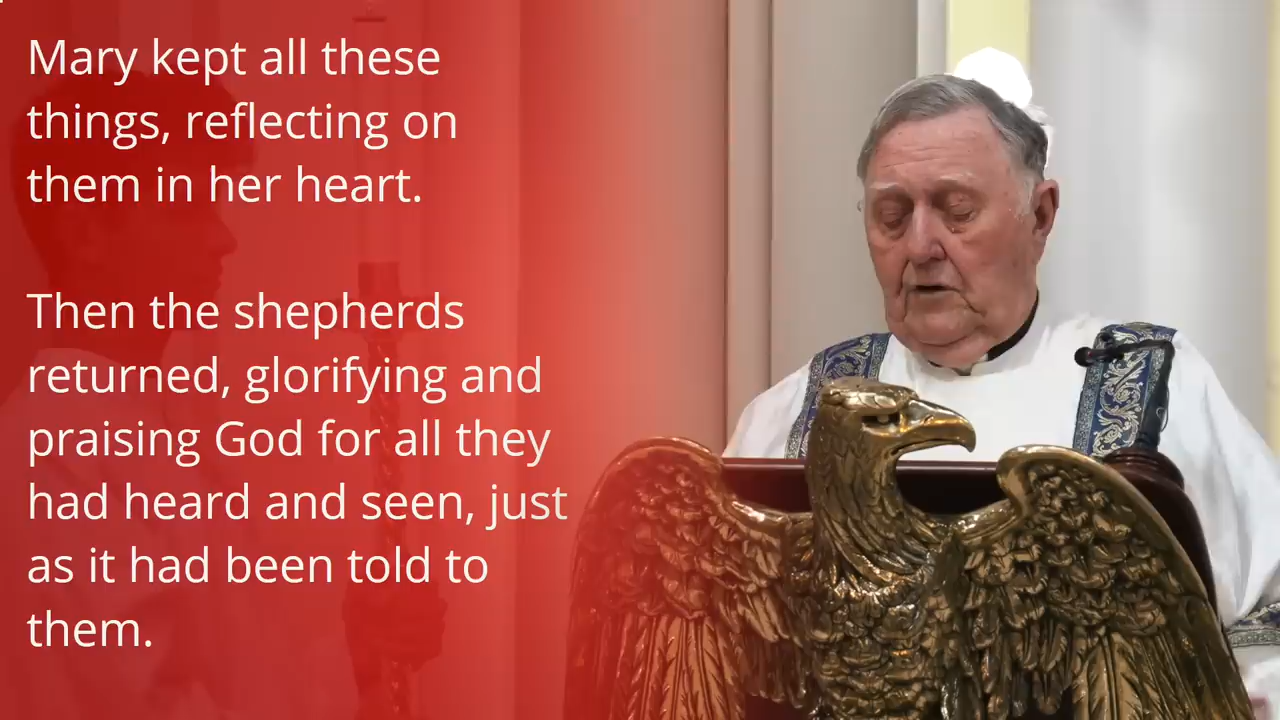 Mary kept all these
things, reflecting on
them in her heart.
Then the shepherds
returned, glorifying and
praising God for all they
had heard and seen, just
as it had been told to
them.